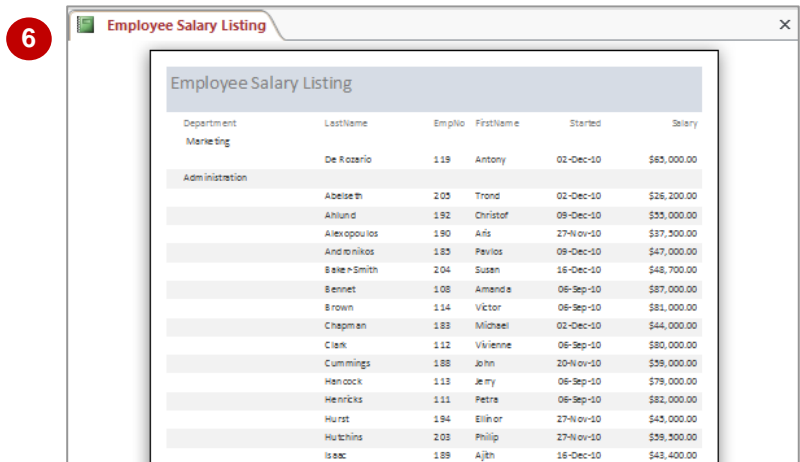 6
Employee Salary Listing
Employee Salary Listing
Department LastName EmpNo FirstName Started Salary
Marketing
De Rozario 119 Antony 02-Dec-10 $65,000.00
Administration
Abelseth 205 Trond 02-Dec-10 $26,200.00
Ahlund 192 Christof 09-Dec-10 $55,000.00
Alexopoulos 190 Aris 27-Nov-10 $37,500.00
Andronikos 185 Pavlos 09-Dec-10 $47,000.00
Baker-Smith 204 Susan 16-Dec-10 $48,700.00
Bennet 108 Amanda 06-Sep-10 $87,000.00
Brown 114 Victor 06-Sep-10 $81,000.00
Chapman 183 Michael 02-Dec-10 $44,000.00
Clark 112 Vivienne 06-Sep-10 $80,000.00
Cummings 188 John 20-Nov-10 $59,000.00
Hancock 113 Jerry 06-Sep-10 $79,000.00
Henricks 111 Petra 06-Sep-10 $82,000.00
Hurst 194 Ellinor 27-Nov-10 $45,000.00
Hutchins 203 Philip 27-Nov-10 $59,500.00
Isaac 189 Ajith 16-Dec-10 $43,400.00